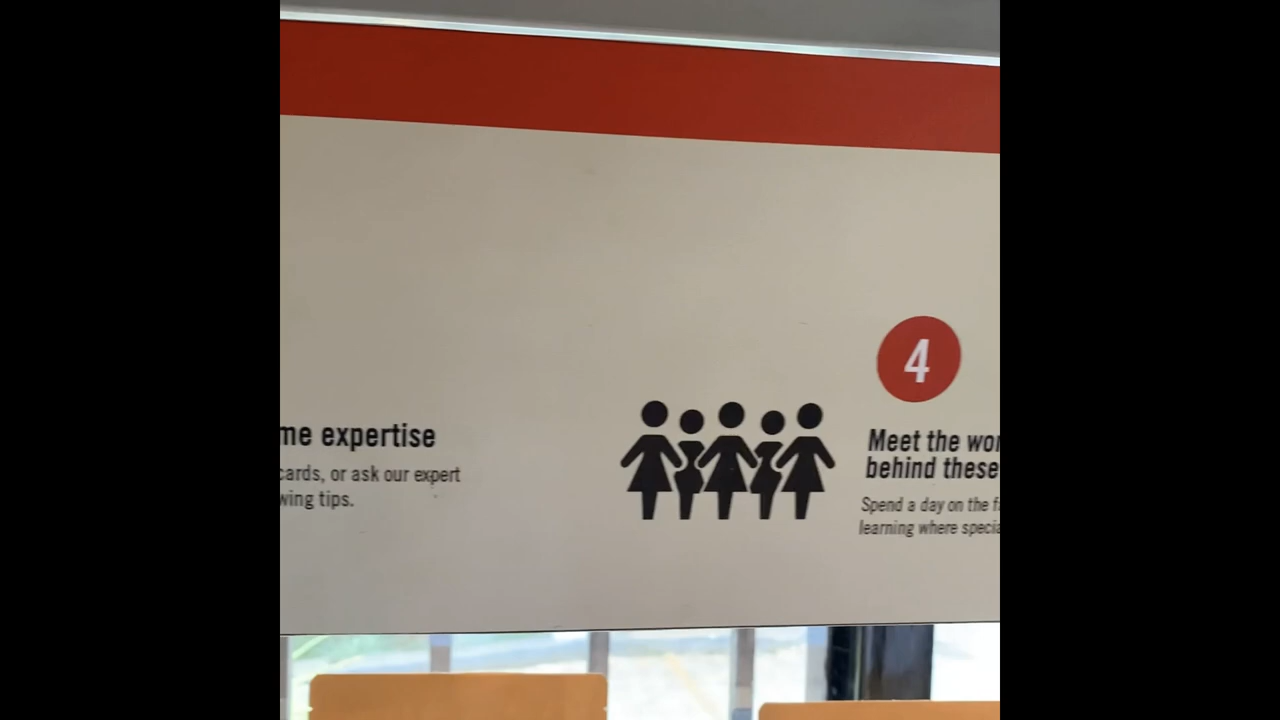 me expertise
cards, or ask our expert
wing tips.
4
Meet the wo
behind these
Spend a day on the f
learning where specia